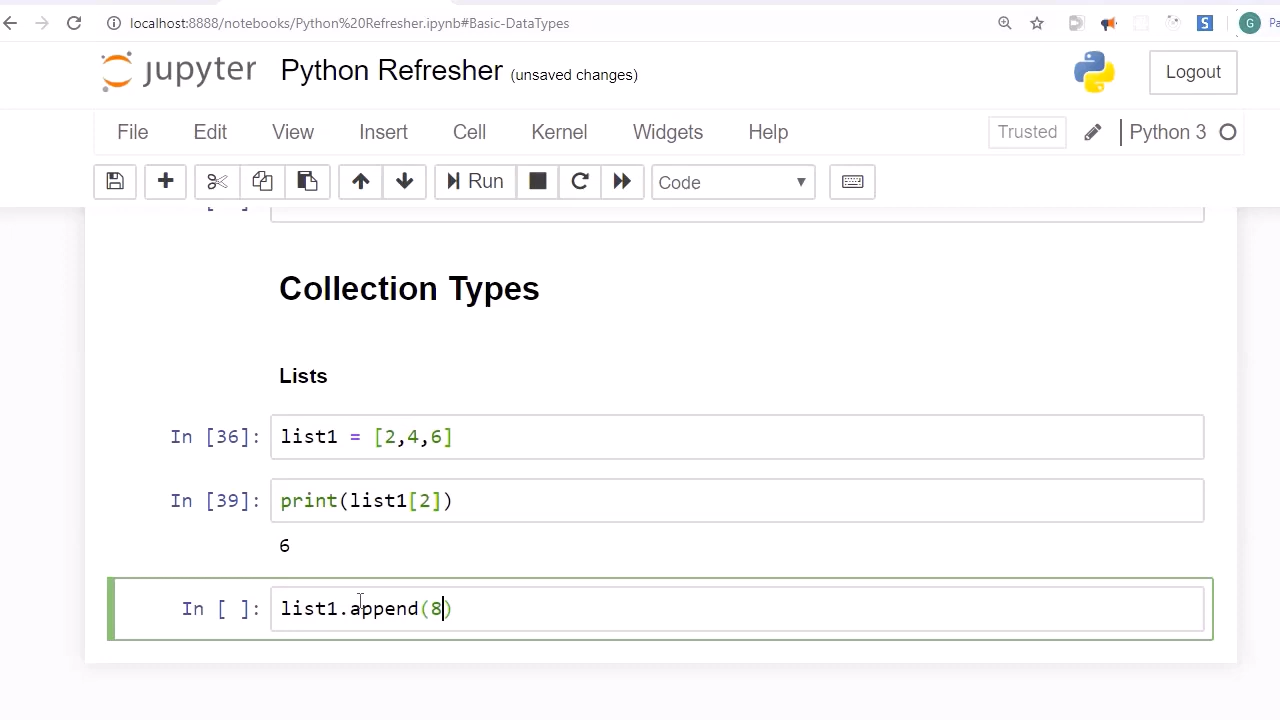 localhost:8888/notebooks/Python%20Refresher.ipynb#Basic-DataTypes
S
G
Pa
jupyter Python Refresher (unsaved changes)
Logout
File Edit View Insert Cell Kernel Widgets Help
Trusted
Python 3
Run
Code
Collection Types
Lists
In [36]: list1 = [2,4,6]
In [39]: print(list1[2])
6
In [ ]: list1.append(8)